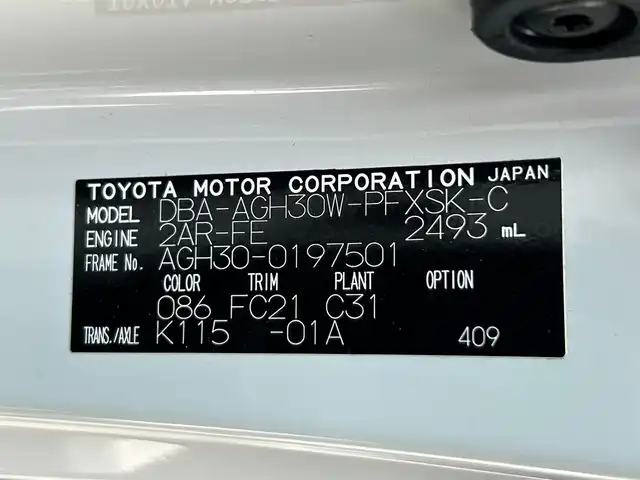 TOYOTA MOTOR CORPORATION JAPAN
MODEL DBA-AGH30W-PFXSK-C
ENGINE 2AR-FE 2493 mL
FRAME No. AGH30-0197501
COLOR TRIM PLANT OPTION
086 FC21 C31
TRANS./AXLE K115 -01A 409